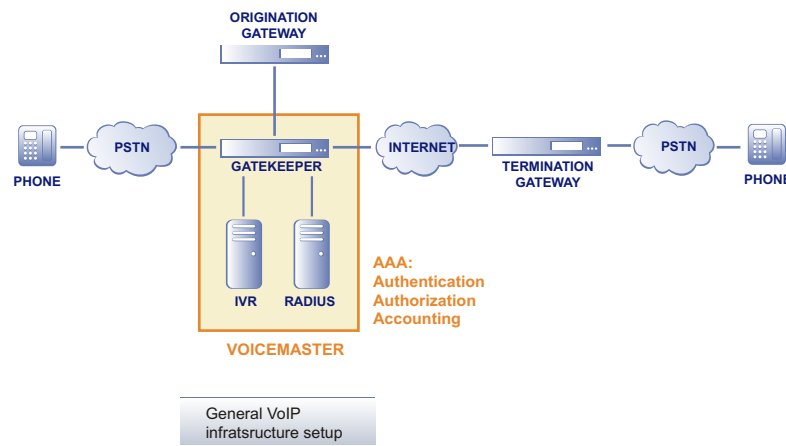 ORIGINATION
GATEWAY
PSTN
INTERNET
PSTN
GATEKEEPER
TERMINATION
GATEWAY
PHONE
PHONE
AAA:
Authentication
Authorization
Accounting
IVR
RADIUS
VOICEMASTER
General VoIP
infratsructure setup